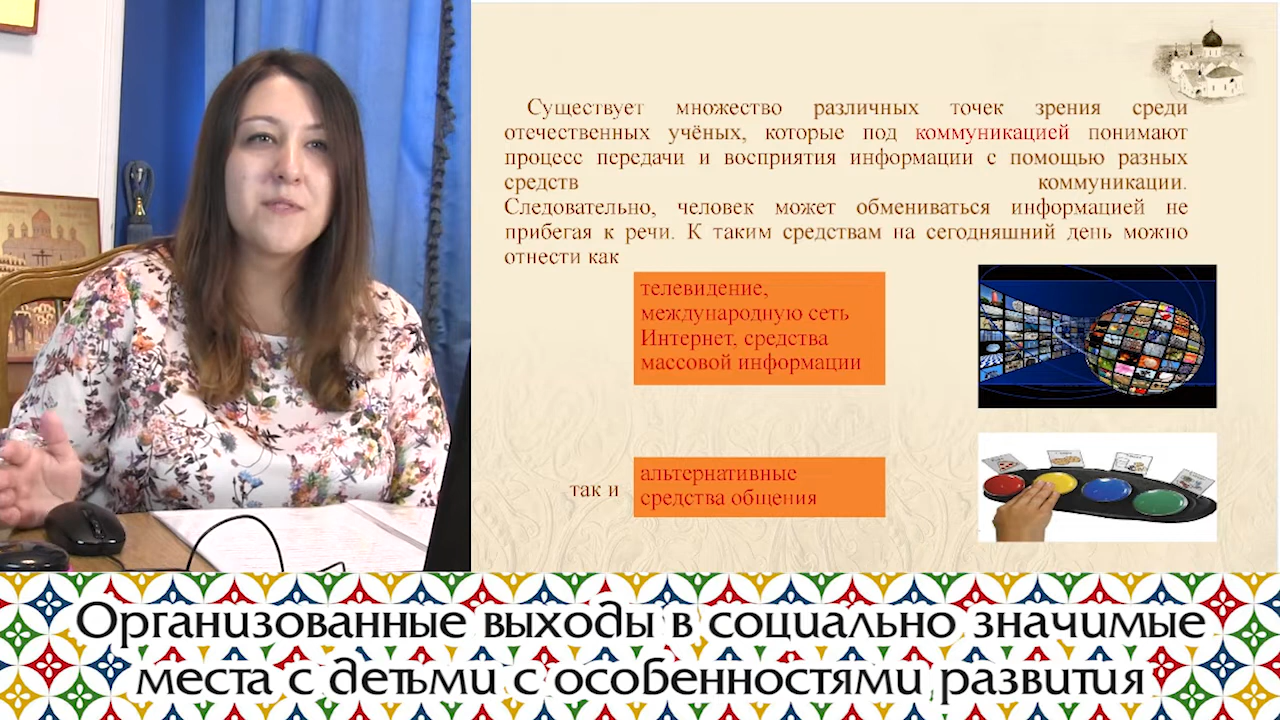 Существует множество различных точек зрения среди
отечественных учёных, которые под коммуникацией понимают
процесс передачи и восприятия информации с помощью разных
средств коммуникации.
Следовательно, человек может обмениваться информацией не
прибегая к речи. К таким средствам на сегодняшний день можно
отнести как
телевидение,
международную сеть
Интернет, средства
массовой информации
так и
альтернативные
средства общения
Организованные выходы в социально значимые
места с детьми с особенностями развития